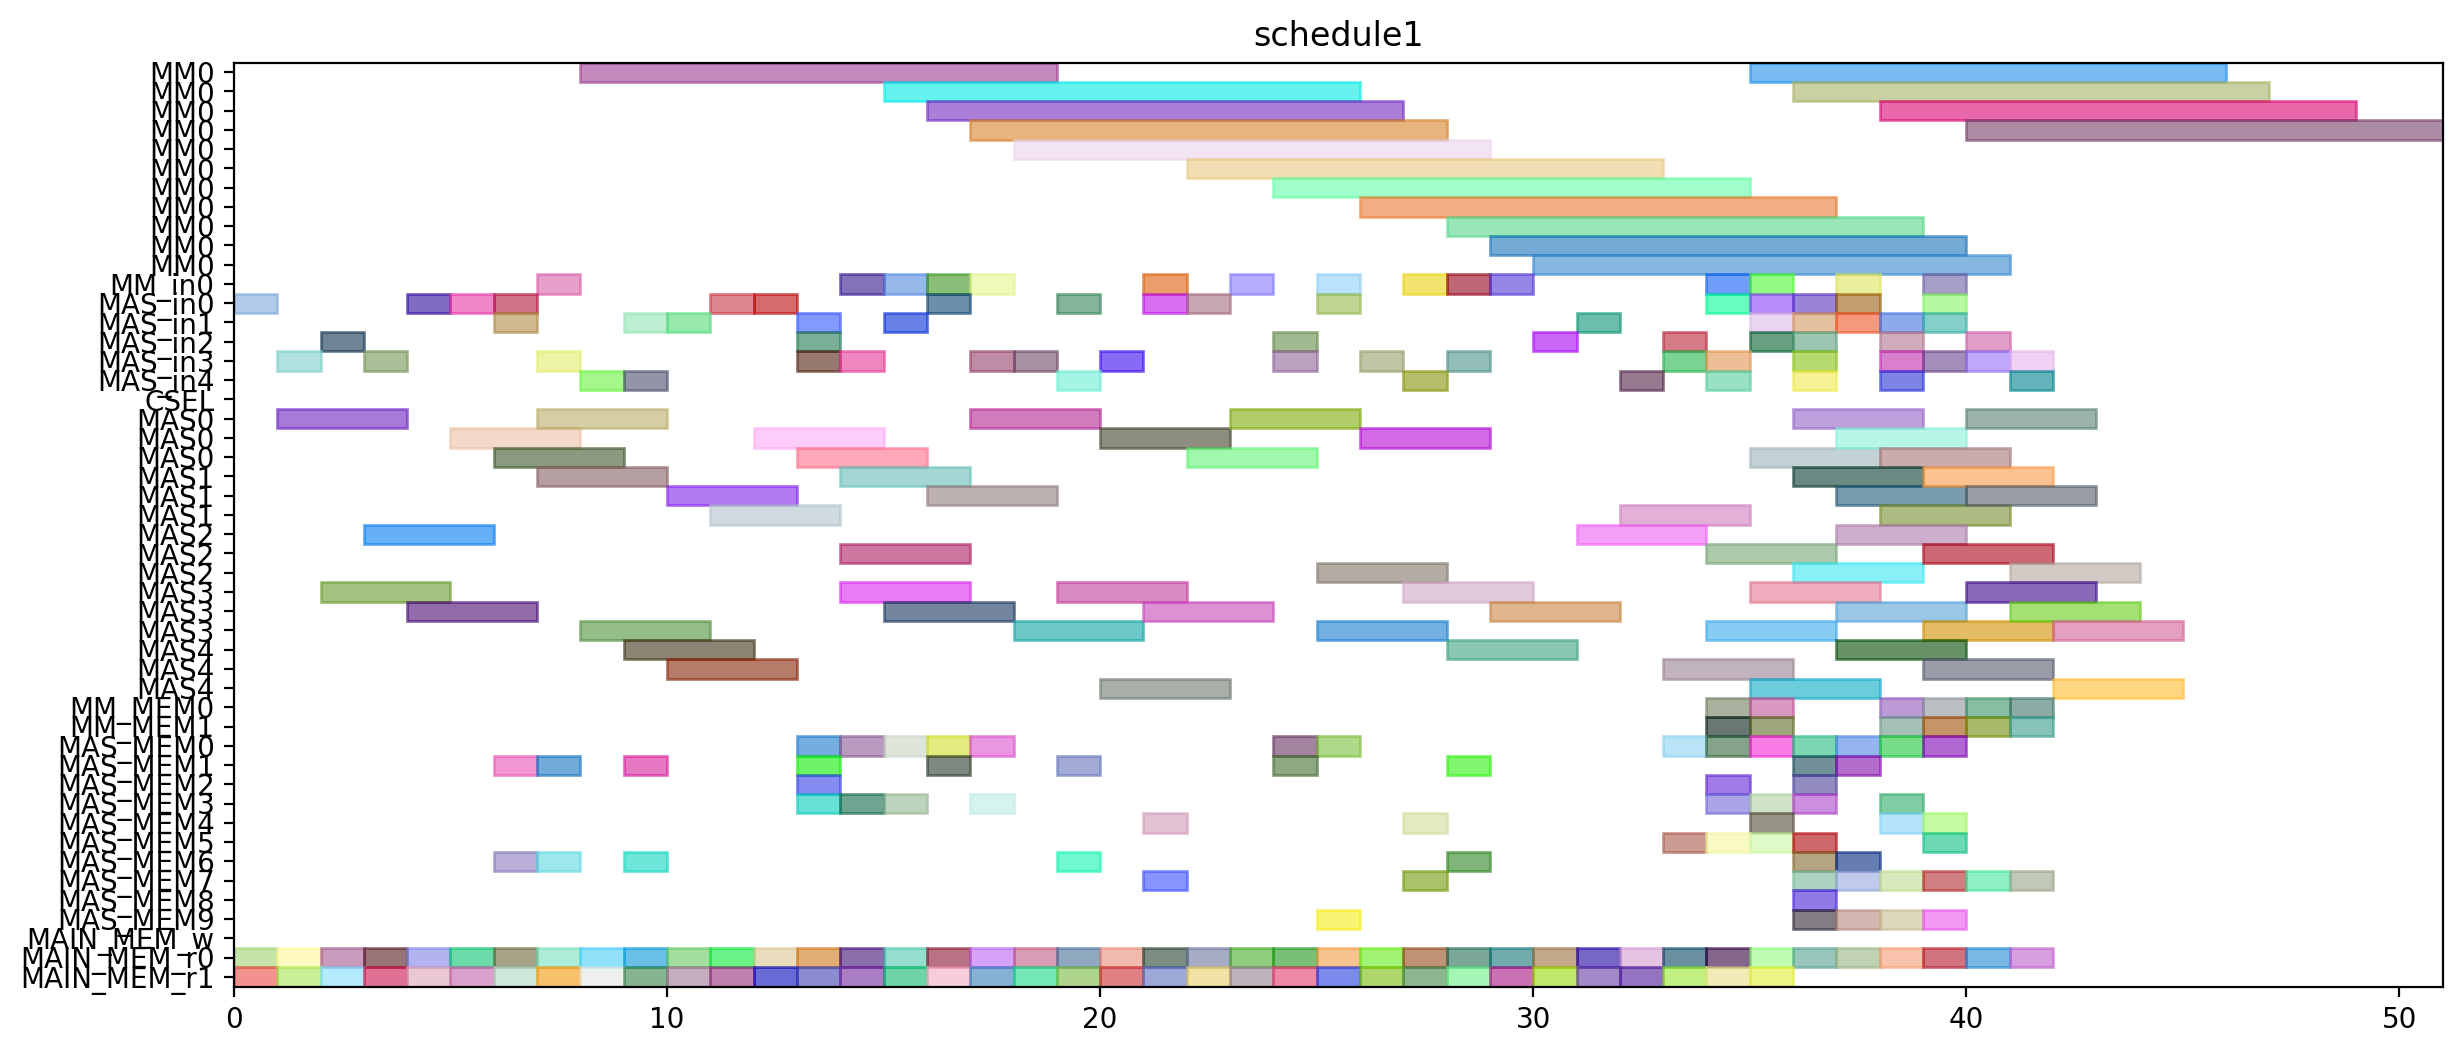 schedule1
MM0
MM0
MM0
MM0
MM0
MM0
MM0
MM0
MM0
MM0
MM0
MM_in0
MAS_in0
MAS_in1
MAS_in2
MAS_in3
MAS_in4
CSEL
MAS0
MAS0
MAS0
MAS1
MAS1
MAS1
MAS2
MAS2
MAS2
MAS3
MAS3
MAS3
MAS4
MAS4
MAS4
MM_MEM0
MM_MEM1
MAS_MEM0
MAS_MEM1
MAS_MEM2
MAS_MEM3
MAS_MEM4
MAS_MEM5
MAS_MEM6
MAS_MEM7
MAS_MEM8
MAS_MEM9
MAIN_MEM_w
MAIN_MEM_r0
MAIN_MEM_r1
0 10 20 30 40 50